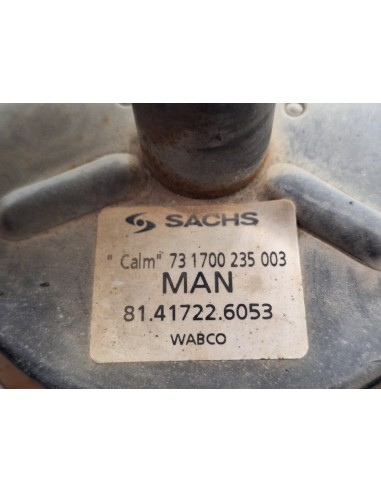 SACHS
" Calm" 73 1700 235 003
MAN
81.41722.6053
WABCO